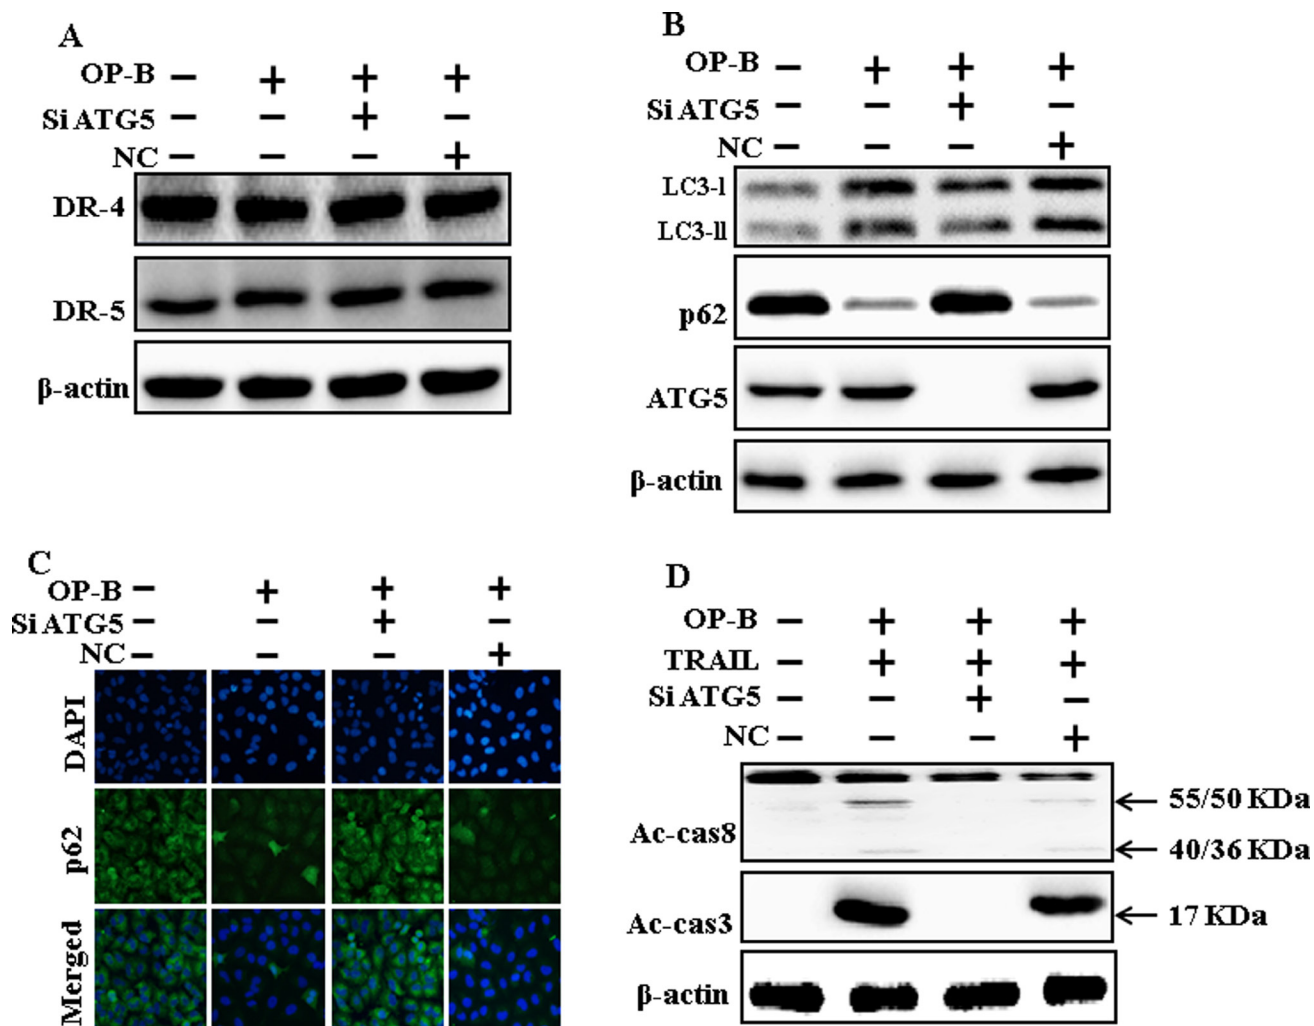 A
OP-B − + + +
Si ATG5 − − + −
NC − − − +
DR-4
DR-5
β-actin
B
OP-B − + + +
Si ATG5 − − + −
NC − − − +
LC3-I
LC3-II
p62
ATG5
β-actin
C
OP-B − + + +
Si ATG5 − − + −
NC − − − +
DAPI
p62
Merged
D
OP-B − + + +
TRAIL − + + +
Si ATG5 − − + −
NC − − − +
Ac-cas8
← 55/50 KDa
← 40/36 KDa
Ac-cas3
← 17 KDa
β-actin